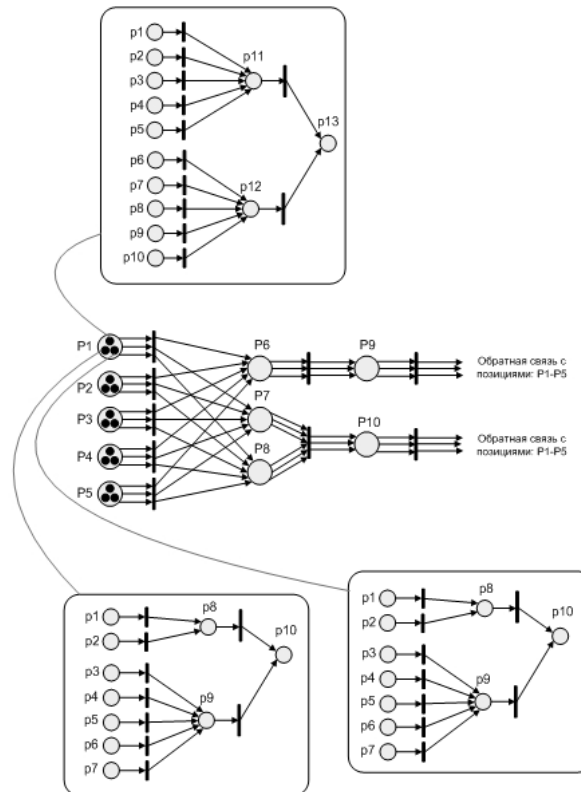 p1
p2
p3
p4
p5
p6
p7
p8
p9
p10
p11
p12
p13
P1
P2
P3
P4
P5
P6
P7
P8
P9
P10
Обратная связь с
позициями: P1-P5
Обратная связь с
позициями: P1-P5
p1
p2
p3
p4
p5
p6
p7
p8
p9
p10
p1
p2
p3
p4
p5
p6
p7
p8
p9
p10